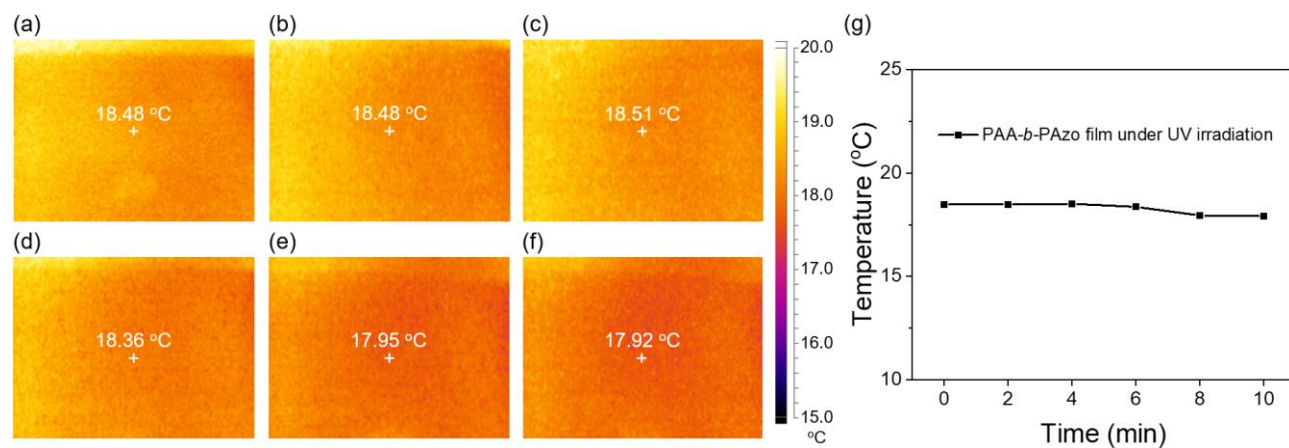 (a)
(b)
(c)
(g)
18.48 °C
+
18.48 °C
+
18.51 °C
+
20.0
19.0
18.0
17.0
16.0
15.0
°C
(d)
(e)
(f)
18.36 °C
+
17.95 °C
+
17.92 °C
+
Temperature (°C)
25
20
15
10
PAA-b-PAzo film under UV irradiation
0 2 4 6 8 10
Time (min)